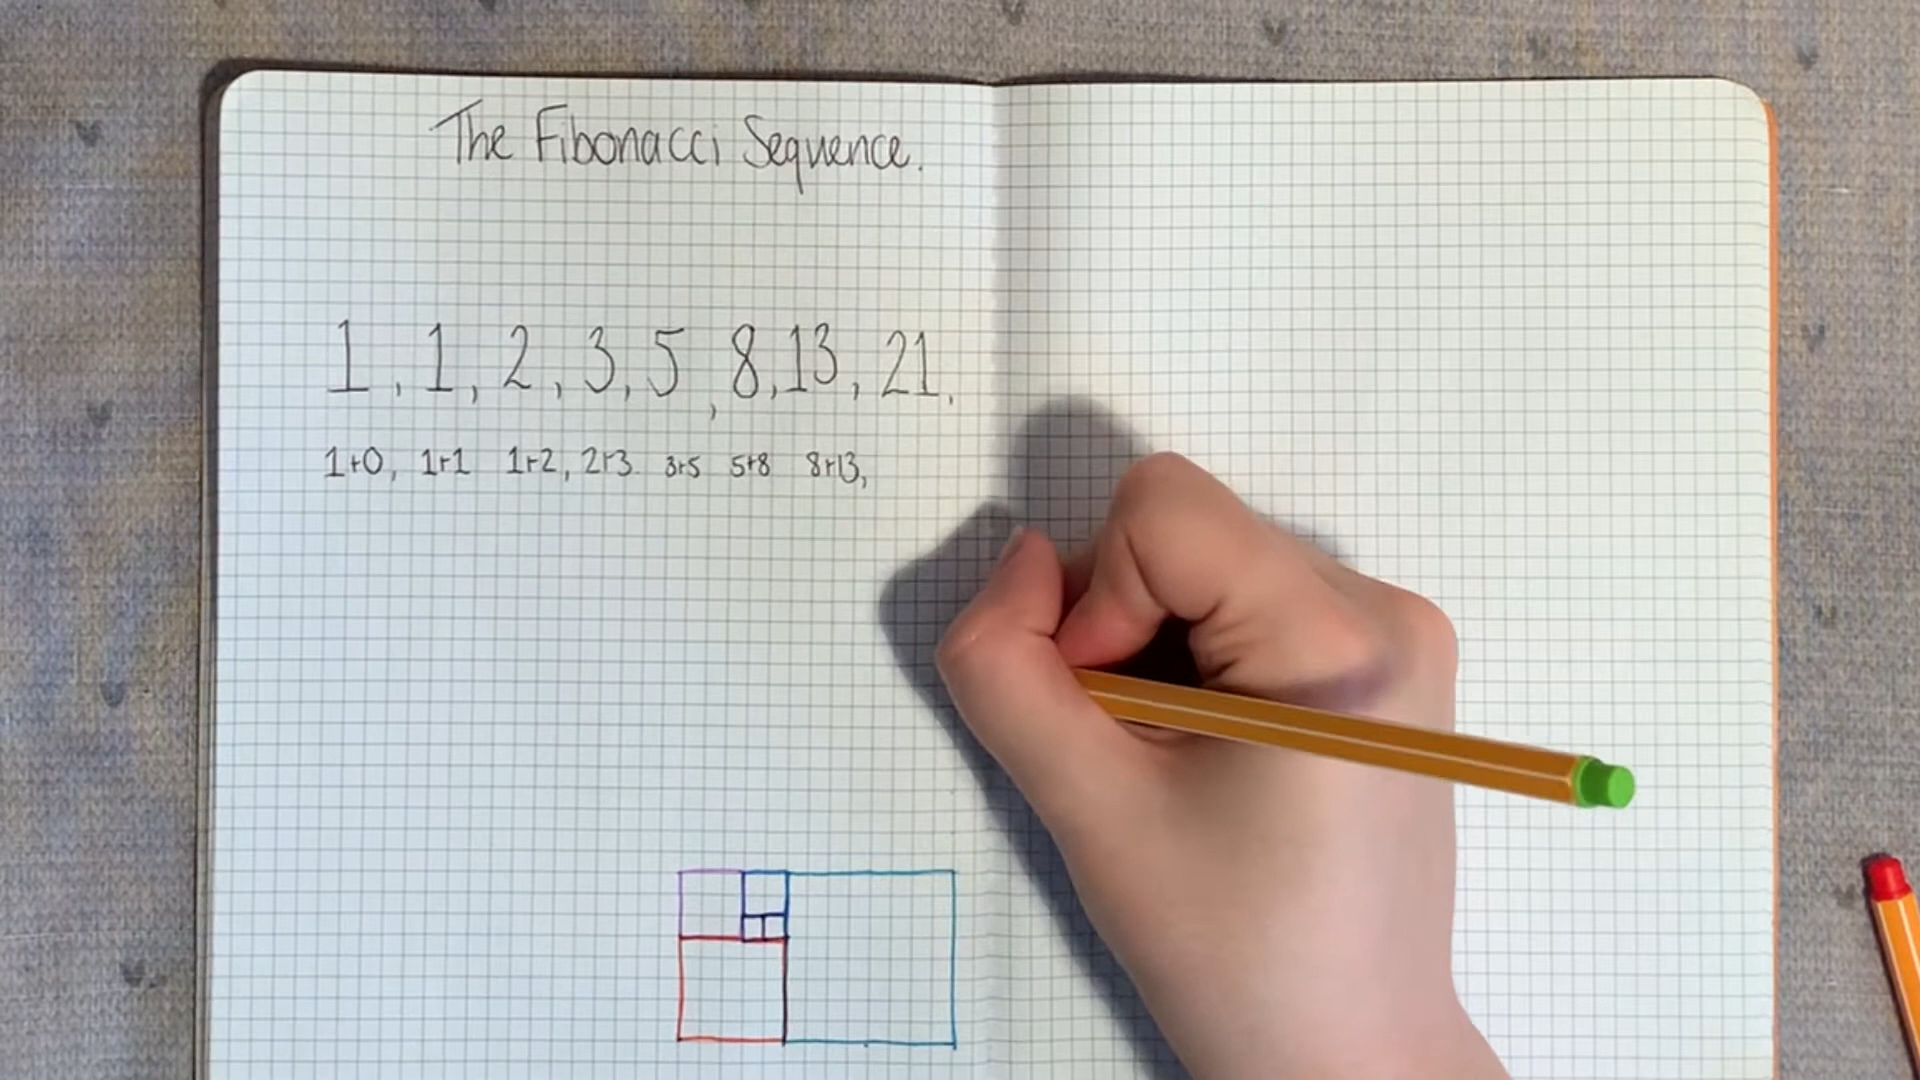 The Fibonacci Sequence.
1, 1, 2, 3, 5, 8, 13, 21,
1+0, 1+1 1+2, 2+3. 3+5 5+8 8+13,